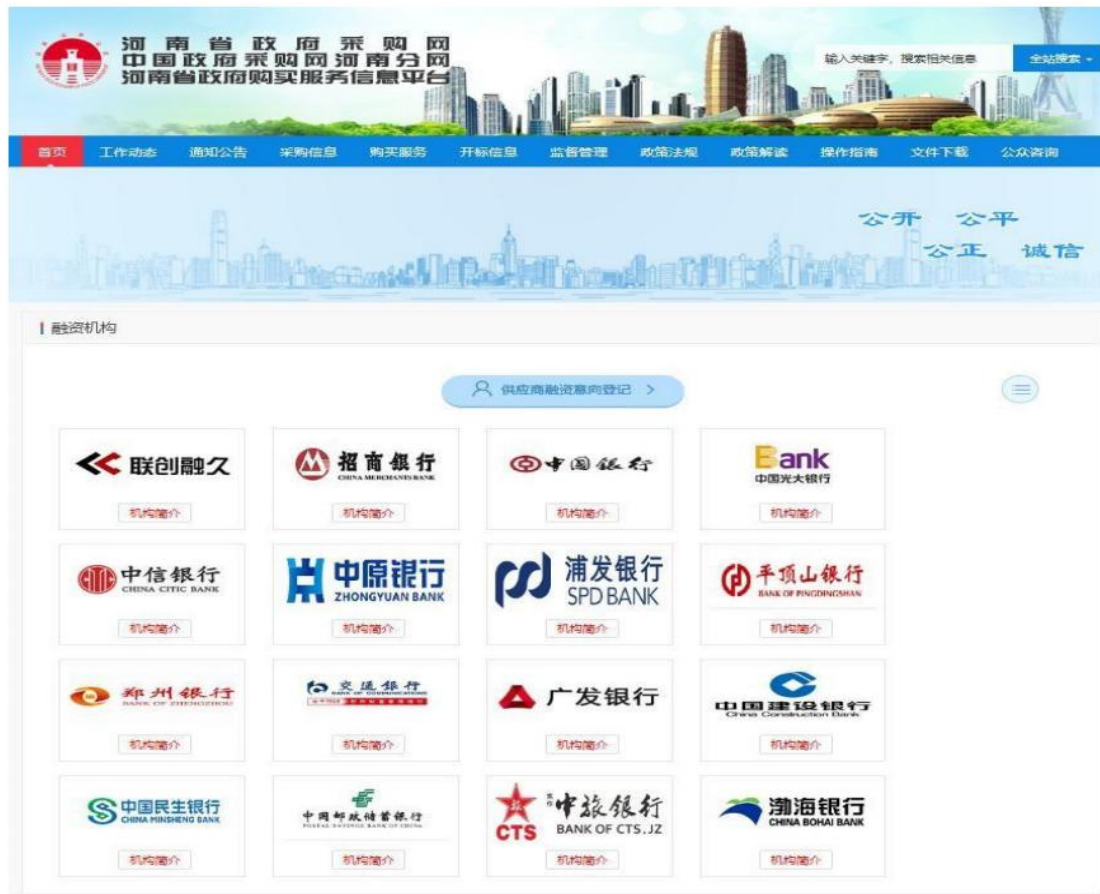 河南省政府采购网
中国政府采购网河南分网
河南省政府购买服务信息平台
输入关键字，搜索相关信息 全站搜索
首页 工作动态 通知公告 采购信息 购买服务 开标信息 监督管理 政策法规 政策解读 操作指南 文件下载 公众咨询
公开 公平
公正 诚信
融资机构
供应商融资意向登记 >
联创融久
机构简介
招商银行
CHINA MERCHANTS BANK
机构简介
中国银行
机构简介
Bank
中国光大银行
机构简介
中信银行
CHINA CITIC BANK
机构简介
中原银行
ZHONGYUAN BANK
机构简介
浦发银行
SPD BANK
机构简介
平顶山银行
BANK OF PINGDINGSHAN
机构简介
郑州银行
BANK OF ZHENGZHOU
机构简介
交通银行
BANK OF COMMUNICATIONS
机构简介
广发银行
机构简介
中国建设银行
China Construction Bank
机构简介
中国民生银行
CHINA MINSHENG BANK
机构简介
中国邮政储蓄银行
POSTAL SAVINGS BANK OF CHINA
机构简介
旅
CTS
焦作中旅银行
BANK OF CTS.JZ
机构简介
渤海银行
CHINA BOHAI BANK
机构简介